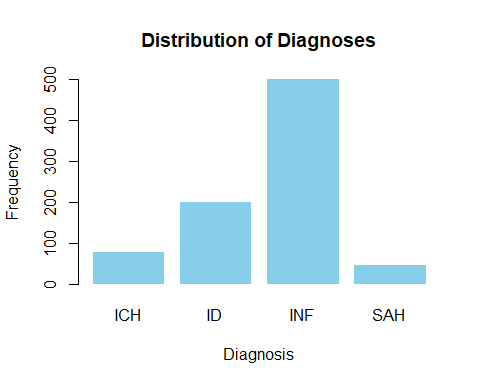 Distribution of Diagnoses
Frequency
500
400
300
200
100
0
ICH ID INF SAH
Diagnosis